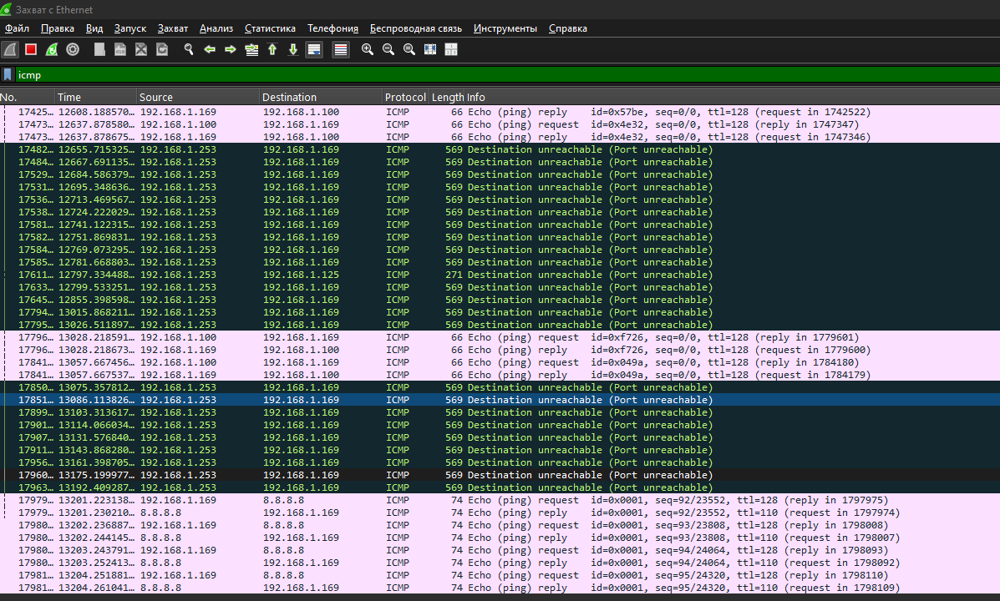 Захват с Ethernet
Файл Правка Вид Запуск Захват Анализ Статистика Телефония Беспроводная связь Инструменты Справка
icmp
No. Time Source Destination Protocol Length Info
17425… 12608.188570… 192.168.1.169 192.168.1.100 ICMP 66 Echo (ping) reply id=0x57be, seq=0/0, ttl=128 (request in 1742522)
17473… 12637.878580… 192.168.1.100 192.168.1.169 ICMP 66 Echo (ping) request id=0x4e32, seq=0/0, ttl=128 (reply in 1747347)
17473… 12637.878675… 192.168.1.169 192.168.1.100 ICMP 66 Echo (ping) reply id=0x4e32, seq=0/0, ttl=128 (request in 1747346)
17482… 12655.715325… 192.168.1.253 192.168.1.169 ICMP 569 Destination unreachable (Port unreachable)
17484… 12667.691135… 192.168.1.253 192.168.1.169 ICMP 569 Destination unreachable (Port unreachable)
17529… 12684.586379… 192.168.1.253 192.168.1.169 ICMP 569 Destination unreachable (Port unreachable)
17531… 12695.348636… 192.168.1.253 192.168.1.169 ICMP 569 Destination unreachable (Port unreachable)
17536… 12713.469567… 192.168.1.253 192.168.1.169 ICMP 569 Destination unreachable (Port unreachable)
17538… 12724.222029… 192.168.1.253 192.168.1.169 ICMP 569 Destination unreachable (Port unreachable)
17581… 12741.122315… 192.168.1.253 192.168.1.169 ICMP 569 Destination unreachable (Port unreachable)
17582… 12751.869831… 192.168.1.253 192.168.1.169 ICMP 569 Destination unreachable (Port unreachable)
17584… 12769.073295… 192.168.1.253 192.168.1.169 ICMP 569 Destination unreachable (Port unreachable)
17585… 12781.668803… 192.168.1.253 192.168.1.169 ICMP 569 Destination unreachable (Port unreachable)
17611… 12797.334488… 192.168.1.253 192.168.1.125 ICMP 271 Destination unreachable (Port unreachable)
17633… 12799.533251… 192.168.1.253 192.168.1.169 ICMP 569 Destination unreachable (Port unreachable)
17645… 12855.398598… 192.168.1.253 192.168.1.169 ICMP 569 Destination unreachable (Port unreachable)
17794… 13015.868211… 192.168.1.253 192.168.1.169 ICMP 569 Destination unreachable (Port unreachable)
17795… 13026.511897… 192.168.1.253 192.168.1.169 ICMP 569 Destination unreachable (Port unreachable)
17796… 13028.218591… 192.168.1.100 192.168.1.169 ICMP 66 Echo (ping) request id=0xf726, seq=0/0, ttl=128 (reply in 1779601)
17796… 13028.218673… 192.168.1.169 192.168.1.100 ICMP 66 Echo (ping) reply id=0xf726, seq=0/0, ttl=128 (request in 1779600)
17841… 13057.667456… 192.168.1.100 192.168.1.169 ICMP 66 Echo (ping) request id=0x049a, seq=0/0, ttl=128 (reply in 1784180)
17841… 13057.667537… 192.168.1.169 192.168.1.100 ICMP 66 Echo (ping) reply id=0x049a, seq=0/0, ttl=128 (request in 1784179)
17850… 13075.357812… 192.168.1.253 192.168.1.169 ICMP 569 Destination unreachable (Port unreachable)
17851… 13086.113826… 192.168.1.253 192.168.1.169 ICMP 569 Destination unreachable (Port unreachable)
17899… 13103.313617… 192.168.1.253 192.168.1.169 ICMP 569 Destination unreachable (Port unreachable)
17901… 13114.066034… 192.168.1.253 192.168.1.169 ICMP 569 Destination unreachable (Port unreachable)
17907… 13131.576840… 192.168.1.253 192.168.1.169 ICMP 569 Destination unreachable (Port unreachable)
17911… 13143.868280… 192.168.1.253 192.168.1.169 ICMP 569 Destination unreachable (Port unreachable)
17956… 13161.398705… 192.168.1.253 192.168.1.169 ICMP 569 Destination unreachable (Port unreachable)
17960… 13175.199977… 192.168.1.253 192.168.1.169 ICMP 569 Destination unreachable (Port unreachable)
17963… 13192.409287… 192.168.1.253 192.168.1.169 ICMP 569 Destination unreachable (Port unreachable)
17979… 13201.223138… 192.168.1.169 8.8.8.8 ICMP 74 Echo (ping) request id=0x0001, seq=92/23552, ttl=128 (reply in 1797975)
17979… 13201.230210… 8.8.8.8 192.168.1.169 ICMP 74 Echo (ping) reply id=0x0001, seq=92/23552, ttl=110 (request in 1797974)
17980… 13202.236887… 192.168.1.169 8.8.8.8 ICMP 74 Echo (ping) request id=0x0001, seq=93/23808, ttl=128 (reply in 1798008)
17980… 13202.244145… 8.8.8.8 192.168.1.169 ICMP 74 Echo (ping) reply id=0x0001, seq=93/23808, ttl=110 (request in 1798007)
17980… 13203.243791… 192.168.1.169 8.8.8.8 ICMP 74 Echo (ping) request id=0x0001, seq=94/24064, ttl=128 (reply in 1798093)
17980… 13203.252413… 8.8.8.8 192.168.1.169 ICMP 74 Echo (ping) reply id=0x0001, seq=94/24064, ttl=110 (request in 1798092)
17981… 13204.251881… 192.168.1.169 8.8.8.8 ICMP 74 Echo (ping) request id=0x0001, seq=95/24320, ttl=128 (reply in 1798110)
17981… 13204.261041… 8.8.8.8 192.168.1.169 ICMP 74 Echo (ping) reply id=0x0001, seq=95/24320, ttl=110 (request in 1798109)